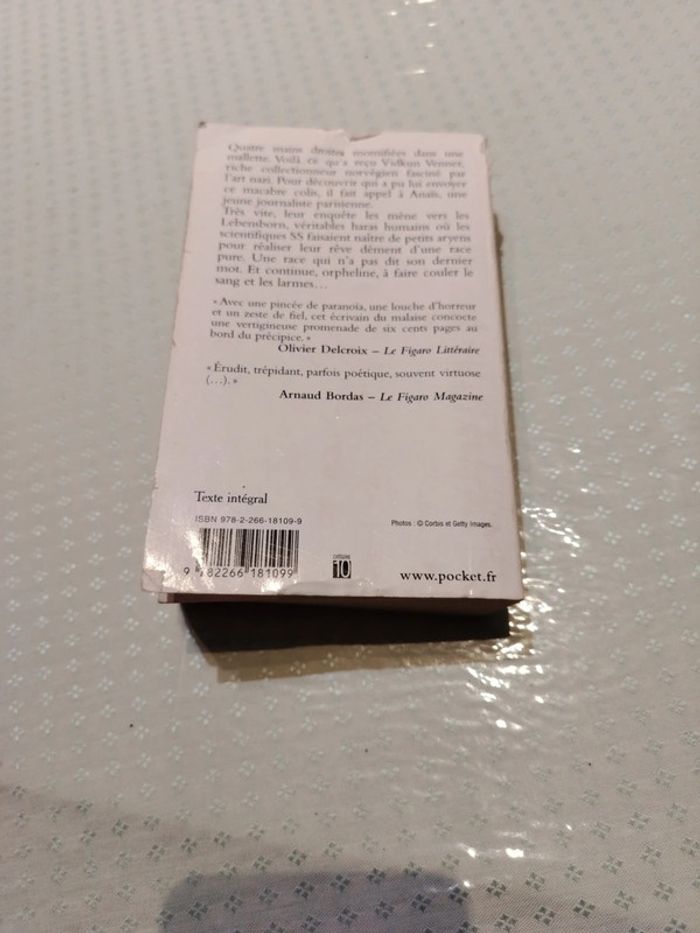 Quatre mains droites momifiées dans une
mallette. Voilà ce qu'a reçu Vidkun Venner,
riche collectionneur norvégien fasciné par
l'art nazi. Pour découvrir qui a pu lui envoyer
ce macabre colis, il fait appel à Anaïs, une
jeune journaliste parisienne.
Très vite, leur enquête les mène vers les
Lebensborn, véritables haras humains où les
scientifiques SS faisaient naître de petits aryens
pour réaliser leur rêve dément d'une race
pure. Une race qui n'a pas dit son dernier
mot. Et continue, orpheline, à faire couler le
sang et les larmes…
« Avec une pincée de paranoïa, une louche d'horreur
et un zeste de fiel, cet écrivain du malaise concocte
une vertigineuse promenade de six cents pages au
bord du précipice. »
Olivier Delcroix – Le Figaro Littéraire
« Érudit, trépidant, parfois poétique, souvent virtuose
(…). »
Arnaud Bordas – Le Figaro Magazine
Texte intégral
ISBN 978-2-266-18109-9
Photos : © Corbis et Getty Images.
9 782266 181099
10
www.pocket.fr